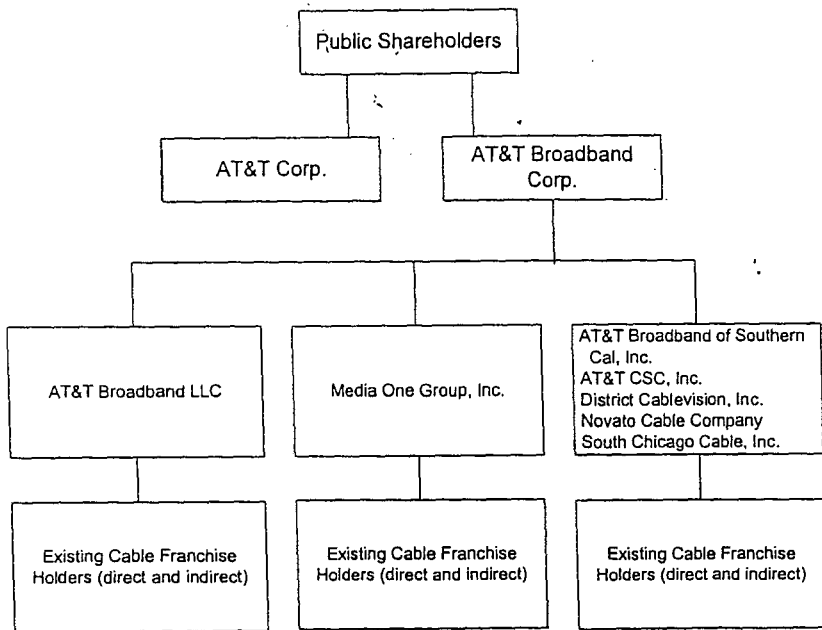 Public Shareholders
AT&T Corp.
AT&T Broadband
Corp.
AT&T Broadband LLC
Media One Group, Inc.
AT&T Broadband of Southern
Cal, Inc.
AT&T CSC, Inc.
District Cablevision, Inc.
Novato Cable Company
South Chicago Cable, Inc.
Existing Cable Franchise
Holders (direct and indirect)
Existing Cable Franchise
Holders (direct and indirect)
Existing Cable Franchise
Holders (direct and indirect)